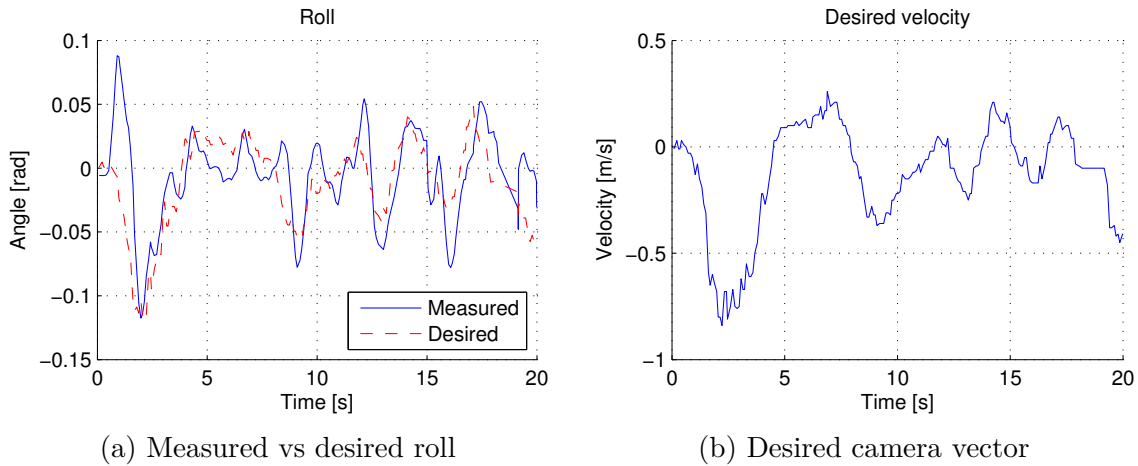 Roll
0.1
0.05
0
−0.05
−0.1
−0.15
Angle [rad]
0 5 10 15 20
Time [s]
Measured
Desired
(a) Measured vs desired roll
Desired velocity
0.5
0
−0.5
−1
Velocity [m/s]
0 5 10 15 20
Time [s]
(b) Desired camera vector